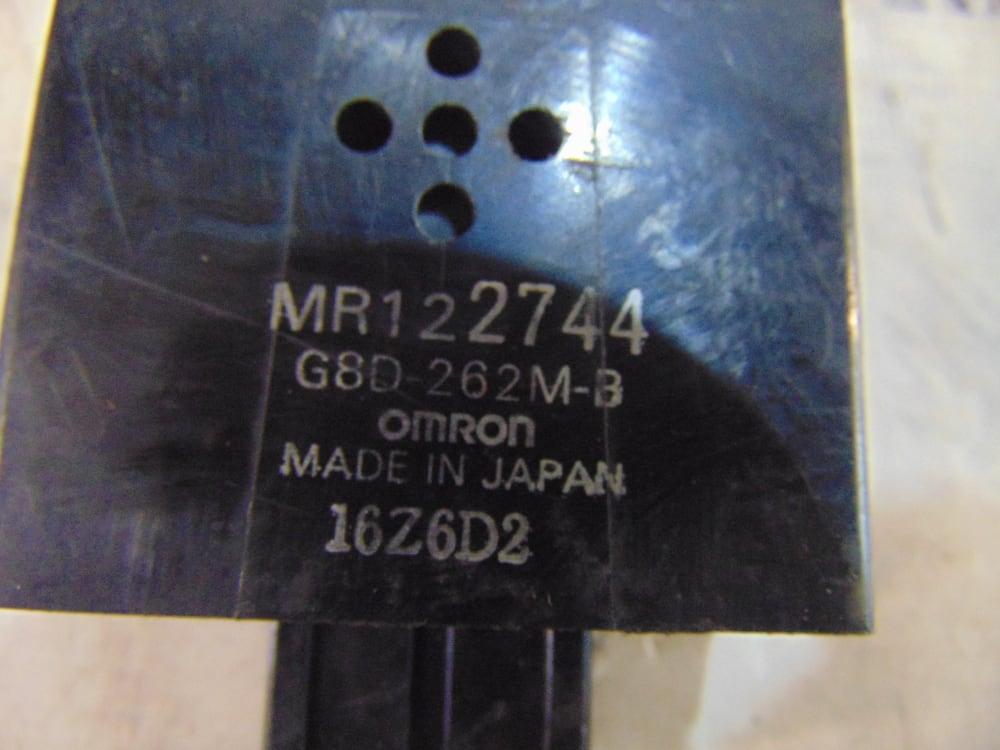 MR122744
G8D-262M-B
omron
MADE IN JAPAN
16Z6D2